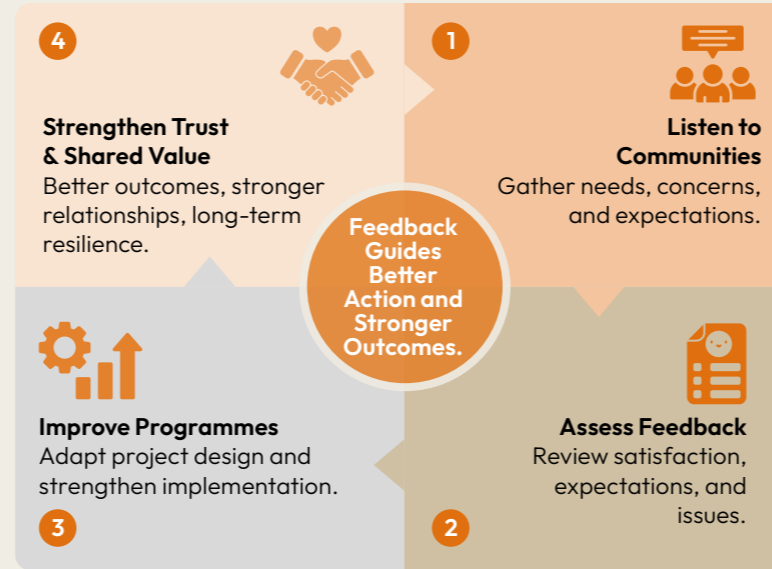 4
Strengthen Trust
& Shared Value
Better outcomes, stronger
relationships, long-term
resilience.
1
Listen to
Communities
Gather needs, concerns,
and expectations.
Feedback
Guides
Better
Action and
Stronger
Outcomes.
Improve Programmes
Adapt project design and
strengthen implementation.
3
Assess Feedback
Review satisfaction,
expectations, and
issues.
2